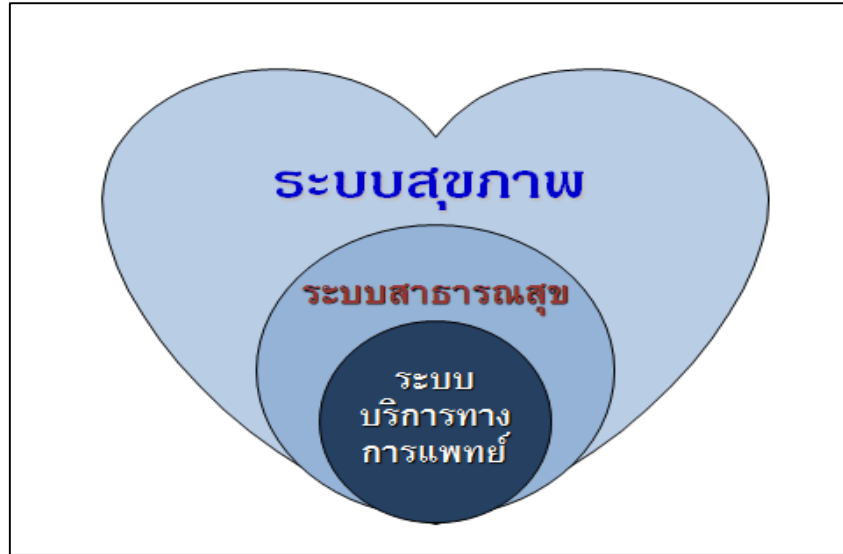 ระบบสุขภาพ
ระบบสาธารณสุข
ระบบ
บริการทาง
การแพทย์